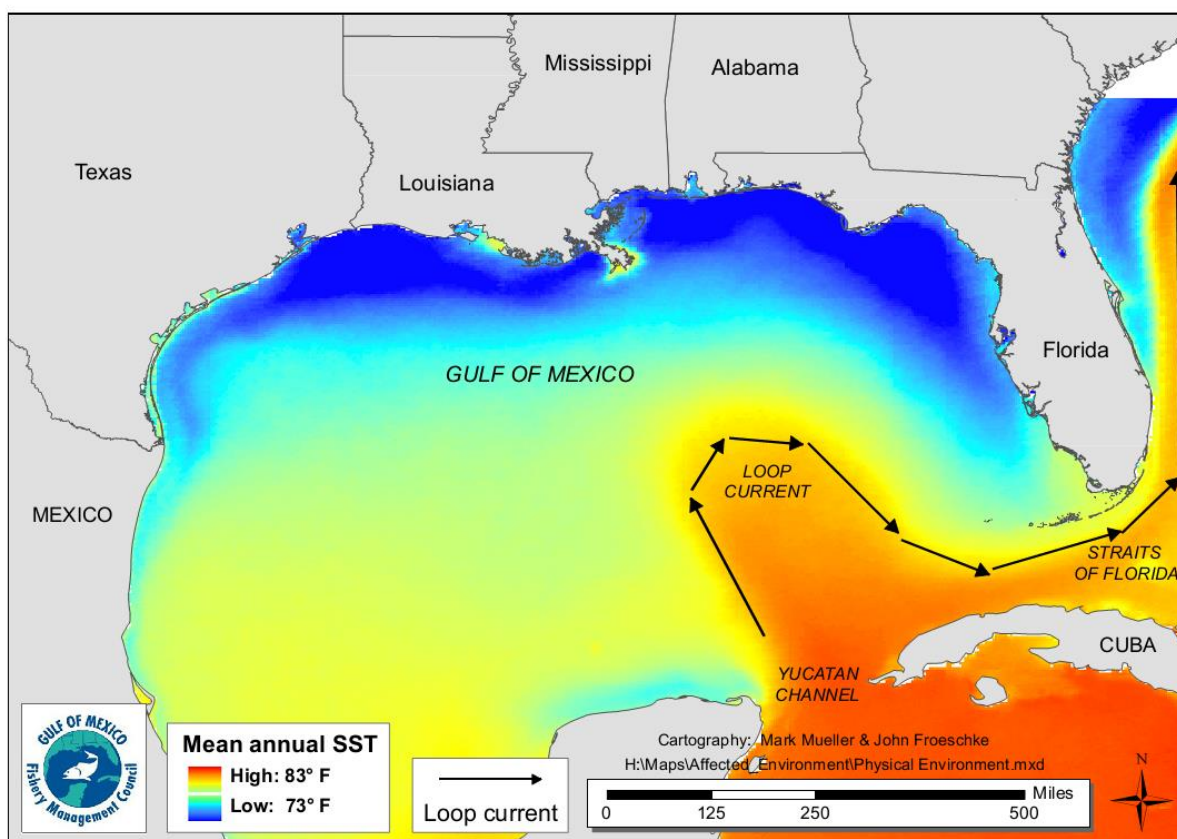 Mississippi
Alabama
Texas
Louisiana
GULF OF MEXICO
Florida
LOOP
CURRENT
MEXICO
STRAITS
OF FLORIDA
CUBA
YUCATAN
CHANNEL
GULF OF MEXICO
Fishery Management Council
Mean annual SST
High: 83° F
Low: 73° F
Loop current
Cartography: Mark Mueller & John Froeschke
H:\Maps\Affected_Environment\Physical Environment.mxd
Miles
0 125 250 500
N